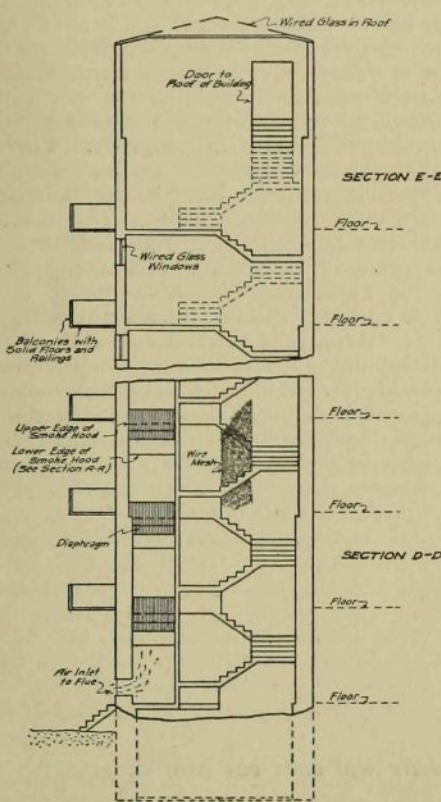 Wired Glass in Roof
Door to
Roof of Building
SECTION E-E
Floor
Wired Glass
Windows
Floor
Balconies with
Solid Floors and
Railings
Floor
Upper Edge of
Smoke Hood
Lower Edge of
Smoke Hood
(See Section A-A)
Wire
Mesh
Floor
Diaphragm
SECTION D-D
Floor
Air Inlet
to Flue
Floor